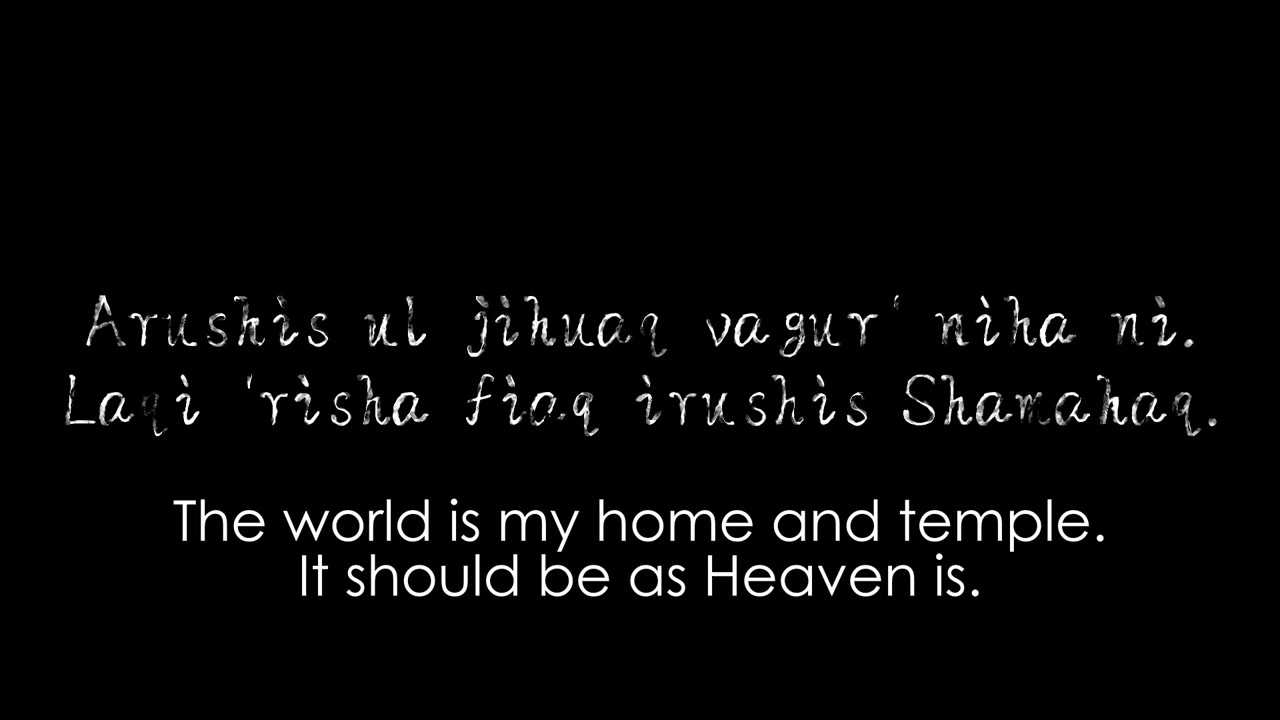 Arushis ul jihuaq vagur' niha ni.
Laqi 'risha fiaq irushis Shamahaq.
The world is my home and temple.
It should be as Heaven is.